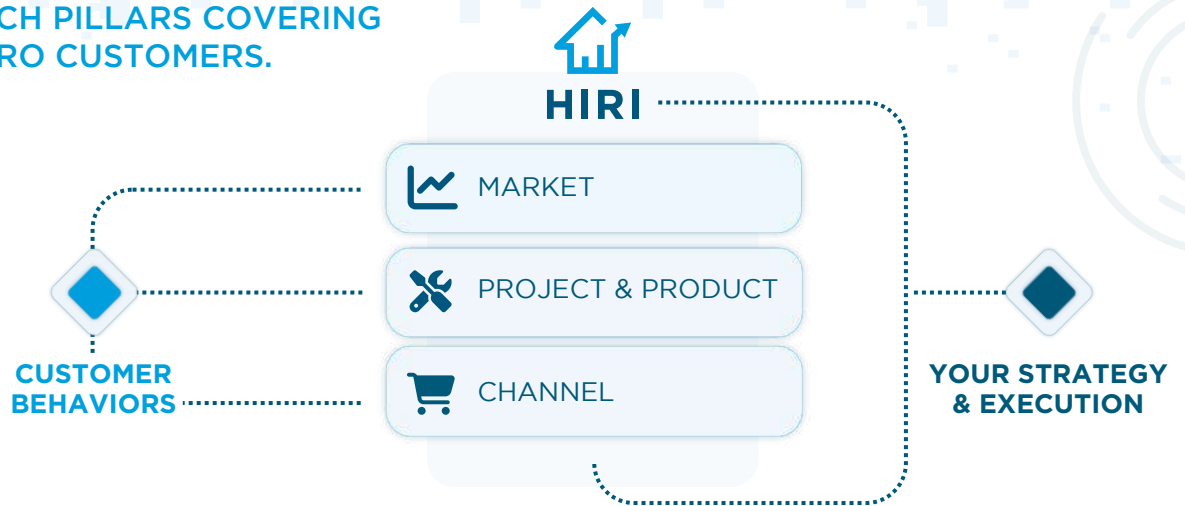 CH PILLARS COVERING
RO CUSTOMERS.
HIRI
MARKET
PROJECT & PRODUCT
CHANNEL
CUSTOMER
BEHAVIORS
YOUR STRATEGY
& EXECUTION